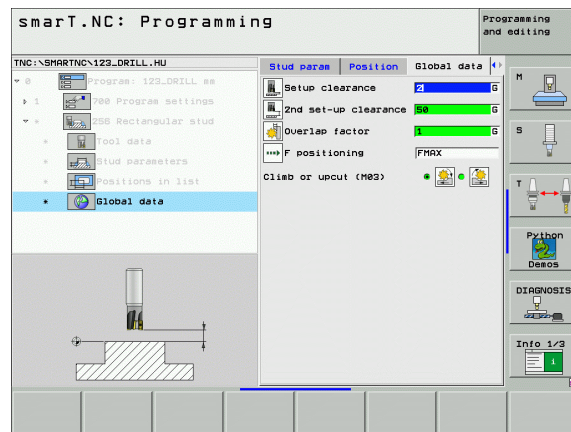 smarT.NC: Programming
Programming
and editing
TNC:\SMARTNC\123_DRILL.HU
0 Program: 123_DRILL mm
1 700 Program settings
* 256 Rectangular stud
* Tool data
* Stud parameters
* Positions in list
* Global data
Stud param Position Global data
Setup clearance 2 G
2nd set-up clearance 50 G
Overlap factor 1 G
F positioning FMAX
Climb or upcut (M03)
M
S
T
Python
Demos
DIAGNOSIS
Info 1/3
i